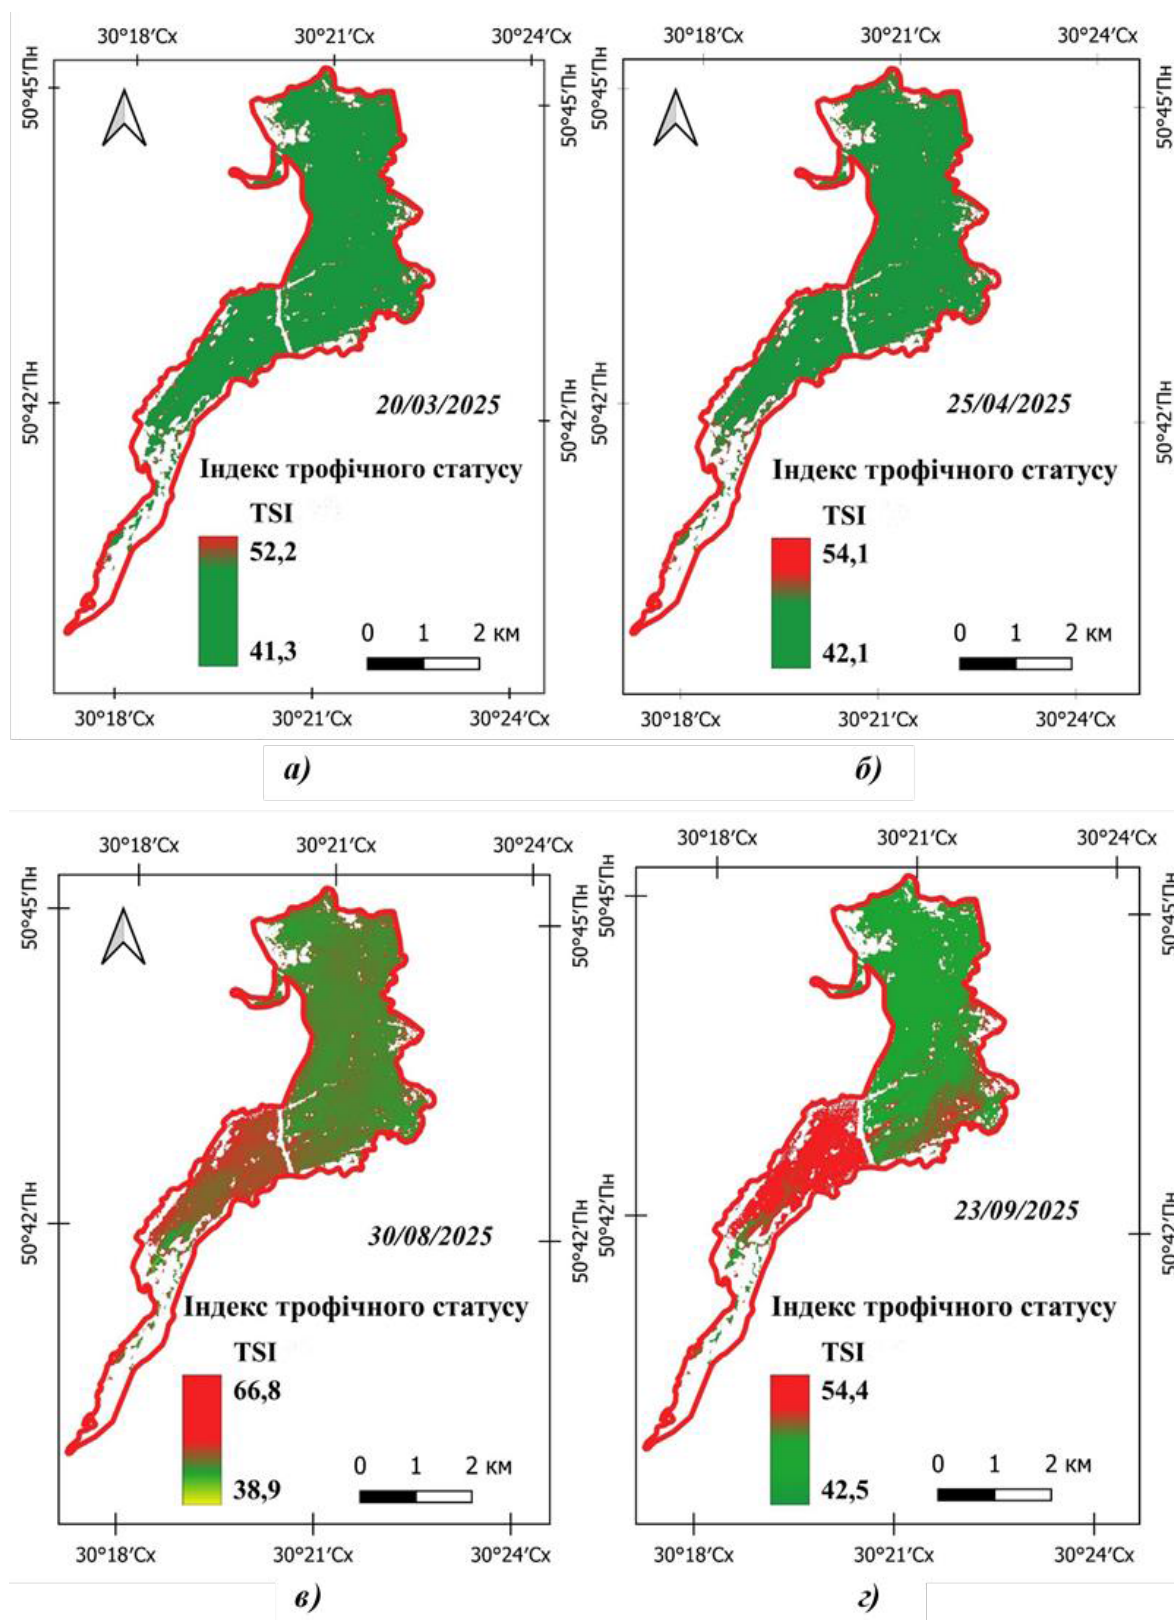 30°18′Сх 30°21′Сх 30°24′Сх
30°18′Сх 30°21′Сх 30°24′Сх
50°45′Пн 50°45′Пн
50°45′Пн 50°45′Пн
50°42′Пн 50°42′Пн
50°42′Пн 50°42′Пн
20/03/2025
25/04/2025
Індекс трофічного статусу
TSI
52,2
41,3
0 1 2 км
Індекс трофічного статусу
TSI
54,1
42,1
0 1 2 км
30°18′Сх 30°21′Сх 30°24′Сх
30°18′Сх 30°21′Сх 30°24′Сх
а)
б)
30°18′Сх 30°21′Сх 30°24′Сх
30°18′Сх 30°21′Сх 30°24′Сх
50°45′Пн 50°45′Пн
50°45′Пн 50°45′Пн
50°42′Пн 50°42′Пн
50°42′Пн 50°42′Пн
30/08/2025
23/09/2025
Індекс трофічного статусу
TSI
66,8
38,9
0 1 2 км
Індекс трофічного статусу
TSI
54,4
42,5
0 1 2 км
30°18′Сх 30°21′Сх 30°24′Сх
30°18′Сх 30°21′Сх 30°24′Сх
в)
г)